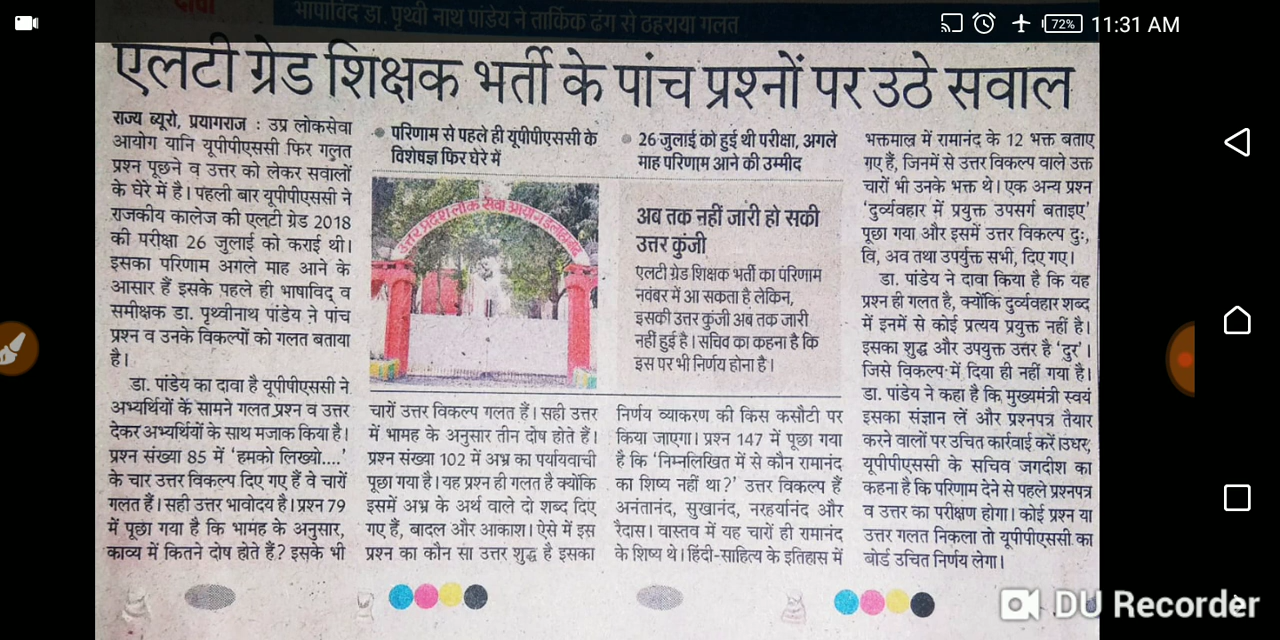 दावा
भाषाविद डा. पृथ्वी नाथ पांडेय ने तार्किक ढंग से ठहराया गलत
72% 11:31 AM
एलटी ग्रेड शिक्षक भर्ती के पांच प्रश्नों पर उठे सवाल
राज्य ब्यूरो, प्रयागराज : उप्र लोकसेवा
आयोग यानि यूपीपीएससी फिर गलत
प्रश्न पूछने व उत्तर को लेकर सवालों
के घेरे में है। पहली बार यूपीपीएससी ने
राजकीय कालेज की एलटी ग्रेड 2018
की परीक्षा 26 जुलाई को कराई थी।
इसका परिणाम अगले माह आने के
आसार हैं इसके पहले ही भाषाविद् व
समीक्षक डा. पृथ्वीनाथ पांडेय ने पांच
प्रश्न व उनके विकल्पों को गलत बताया
है।
डा. पांडेय का दावा है यूपीपीएससी ने
अभ्यर्थियों के सामने गलत प्रश्न व उत्तर
देकर अभ्यर्थियों के साथ मजाक किया है।
प्रश्न संख्या 85 में 'हमको लिख्यो....'
के चार उत्तर विकल्प दिए गए हैं वे चारों
गलत हैं। सही उत्तर भावोदय है। प्रश्न 79
में पूछा गया है कि भामंह के अनुसार,
काव्य में कितने दोष होते हैं? इसके भी
परिणाम से पहले ही यूपीपीएससी के
विशेषज्ञ फिर घेरे में
उत्तर प्रदेश लोक सेवा आयोग इलाहाबाद
चारों उत्तर विकल्प गलत हैं। सही उत्तर
में भामह के अनुसार तीन दोष होते हैं।
प्रश्न संख्या 102 में अभ्र का पर्यायवाची
पूछा गया है। यह प्रश्न ही गलत है क्योंकि
इसमें अभ्र के अर्थ वाले दो शब्द दिए
गए हैं, बादल और आकाश। ऐसे में इस
प्रश्न का कौन सा उत्तर शुद्ध है इसका
26 जुलाई को हुई थी परीक्षा, अगले
माह परिणाम आने की उम्मीद
अब तक नहीं जारी हो सकी
उत्तर कुंजी
एलटी ग्रेड शिक्षक भर्ती का परिणाम
नवंबर में आ सकता है लेकिन,
इसकी उत्तर कुंजी अब तक जारी
नहीं हुई है। सचिव का कहना है कि
इस पर भी निर्णय होना है।
निर्णय व्याकरण की किस कसौटी पर
किया जाएगा। प्रश्न 147 में पूछा गया
है कि 'निम्नलिखित में से कौन रामानंद
का शिष्य नहीं था?' उत्तर विकल्प हैं
अनंतानंद, सुखानंद, नरहर्यानंद और
रैदास। वास्तव में यह चारों ही रामानंद
के शिष्य थे। हिंदी-साहित्य के इतिहास में
भक्तमाल में रामानंद के 12 भक्त बताए
गए हैं, जिनमें से उत्तर विकल्प वाले उक्त
चारों भी उनके भक्त थे। एक अन्य प्रश्न
'दुर्व्यवहार में प्रयुक्त उपसर्ग बताइए'
पूछा गया और इसमें उत्तर विकल्प दुः,
वि, अव तथा उपर्युक्त सभी, दिए गए।
डा. पांडेय ने दावा किया है कि यह
प्रश्न ही गलत है, क्योंकि दुर्व्यवहार शब्द
में इनमें से कोई प्रत्यय प्रयुक्त नहीं है।
इसका शुद्ध और उपयुक्त उत्तर है 'दुर'।
जिसे विकल्प में दिया ही नहीं गया है।
डा. पांडेय ने कहा है कि मुख्यमंत्री स्वयं
इसका संज्ञान लें और प्रश्नपत्र तैयार
करने वालों पर उचित कार्रवाई करें। उधर,
यूपीपीएससी के सचिव जगदीश का
कहना है कि परिणाम देने से पहले प्रश्नपत्र
व उत्तर का परीक्षण होगा। कोई प्रश्न या
उत्तर गलत निकला तो यूपीपीएससी का
बोर्ड उचित निर्णय लेगा।
DU Recorder